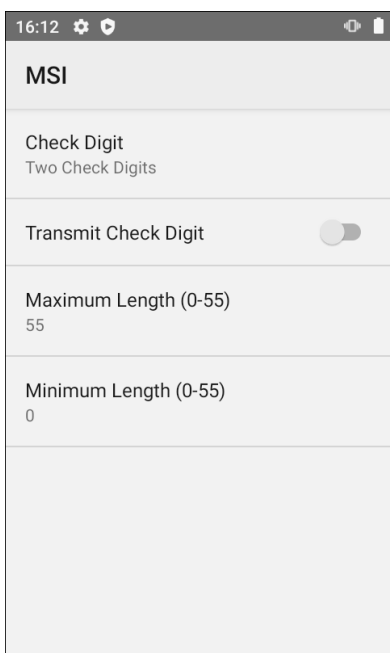 16:12
MSI
Check Digit
Two Check Digits
Transmit Check Digit
Maximum Length (0-55)
55
Minimum Length (0-55)
0